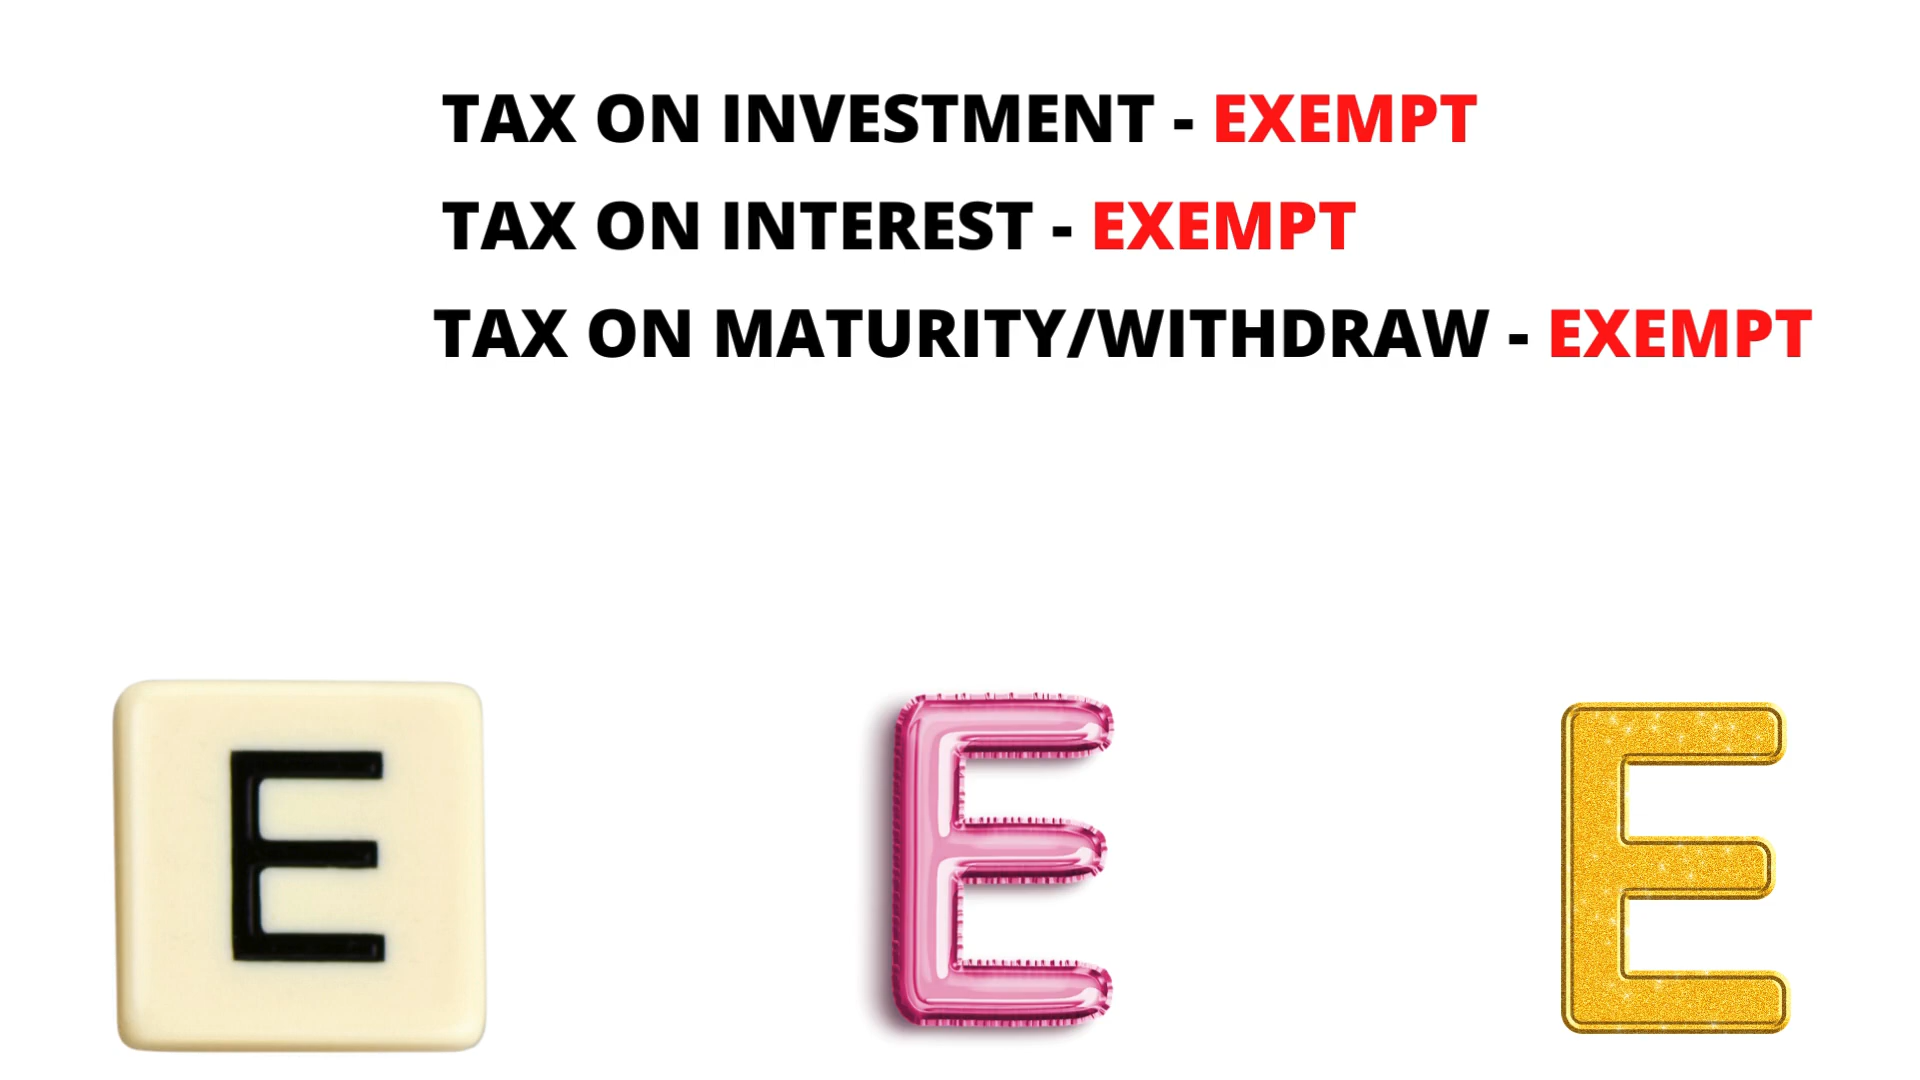 TAX ON INVESTMENT - EXEMPT
TAX ON INTEREST - EXEMPT
TAX ON MATURITY/WITHDRAW - EXEMPT
E E E